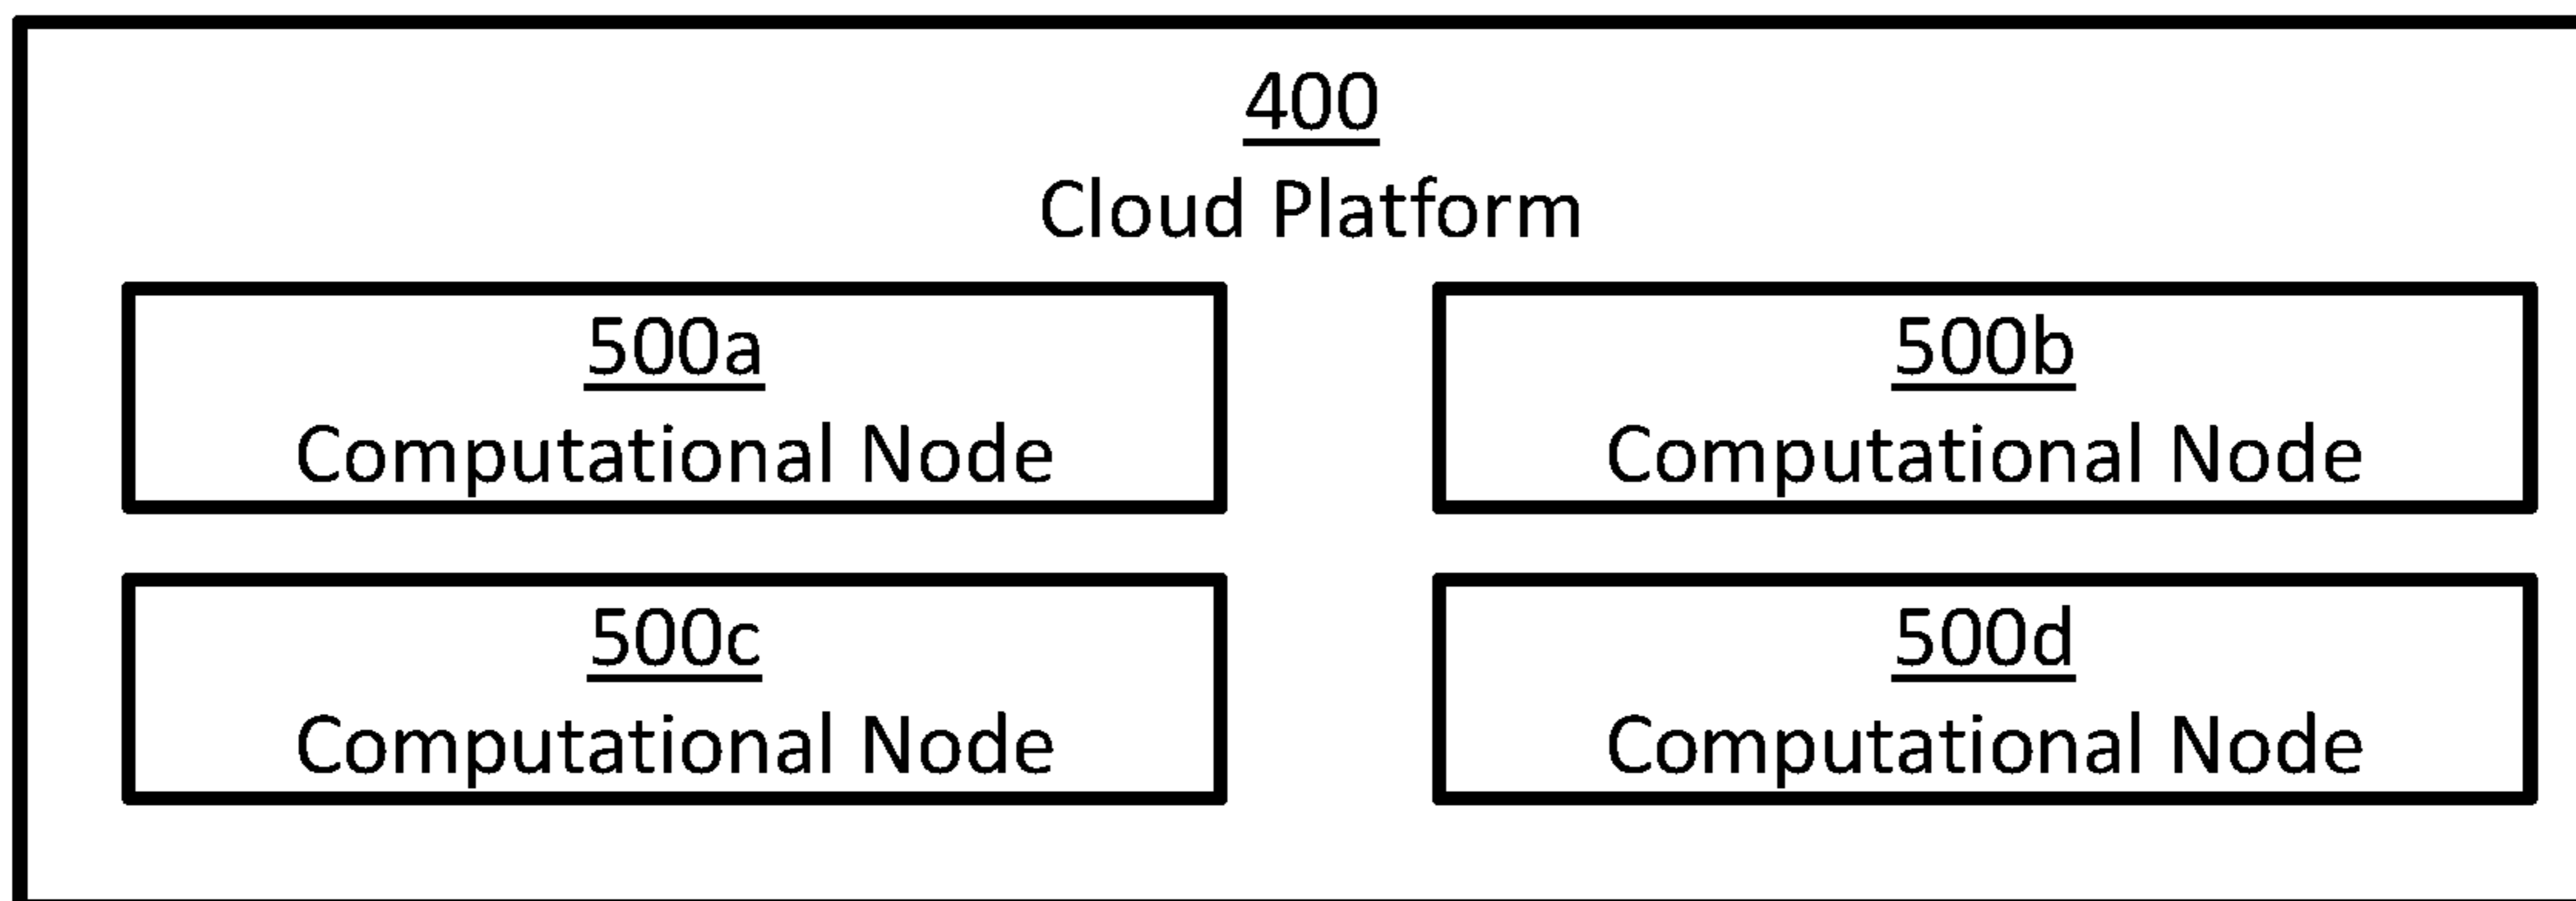 400
Cloud Platform
500a
Computational Node
500b
Computational Node
500c
Computational Node
500d
Computational Node